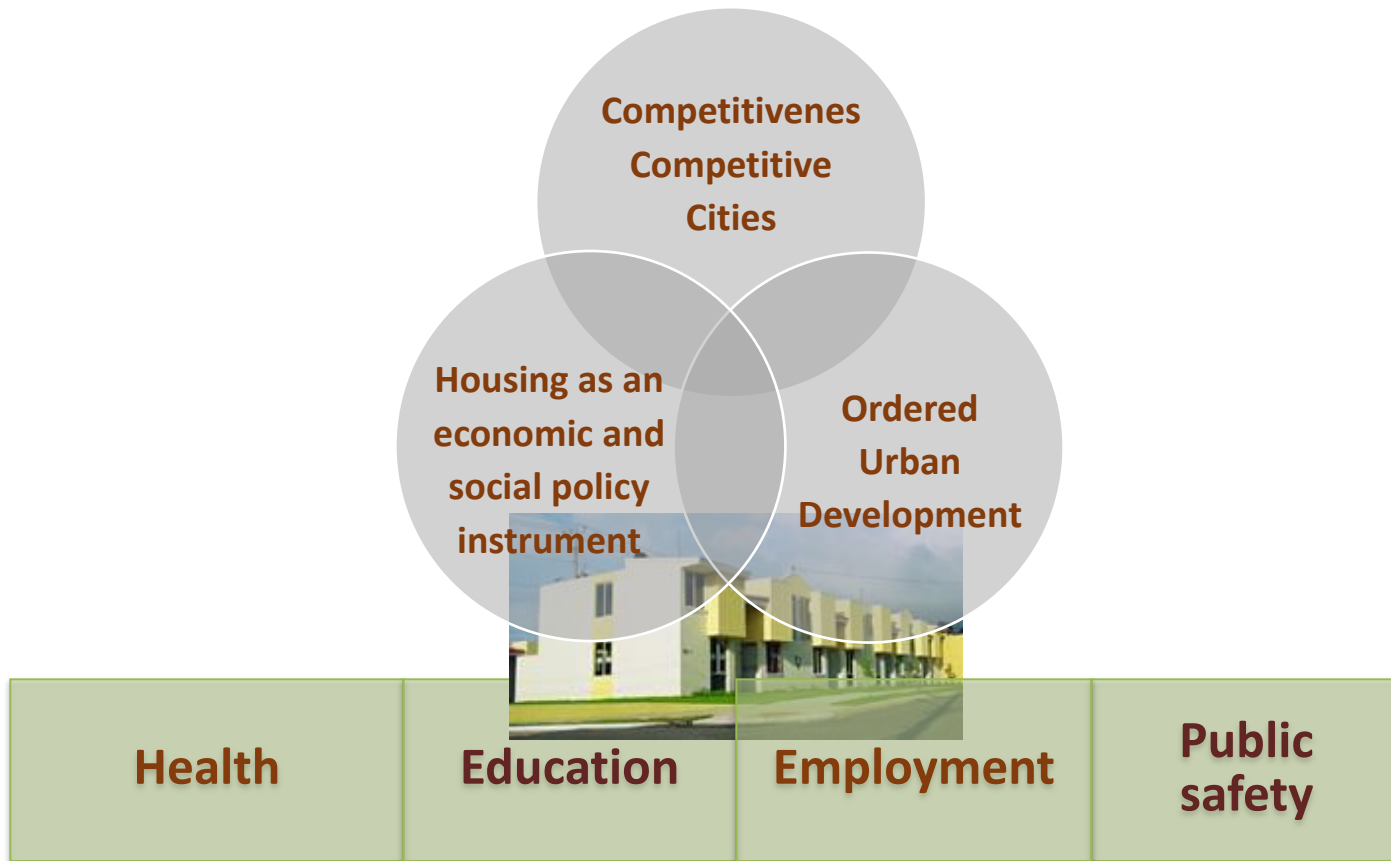 Competitivenes
Competitive
Cities
Housing as an
economic and
social policy
instrument
Ordered
Urban
Development
Health
Education
Employment
Public
safety